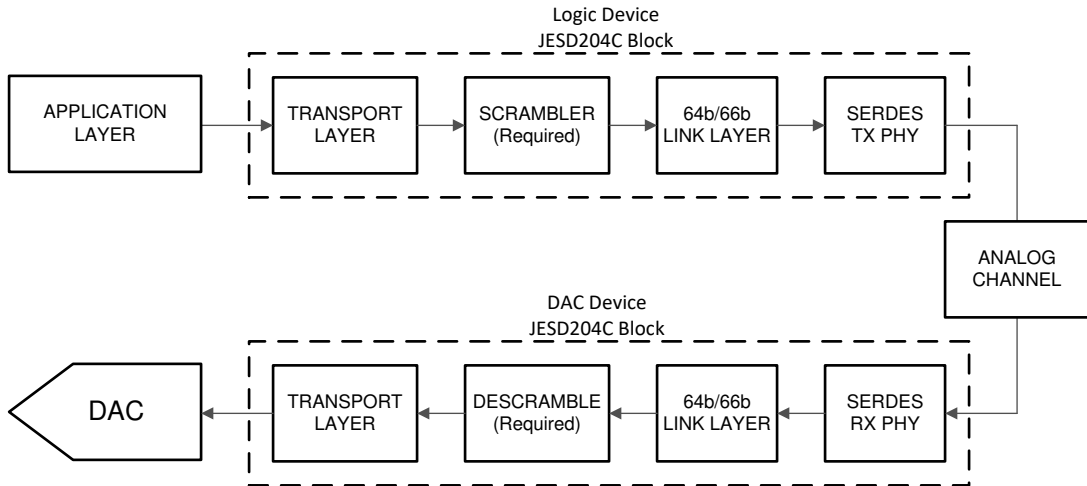 Logic Device
JESD204C Block
APPLICATION
LAYER
TRANSPORT
LAYER
SCRAMBLER
(Required)
64b/66b
LINK LAYER
SERDES
TX PHY
ANALOG
CHANNEL
DAC Device
JESD204C Block
DAC
TRANSPORT
LAYER
DESCRAMBLE
(Required)
64b/66b
LINK LAYER
SERDES
RX PHY